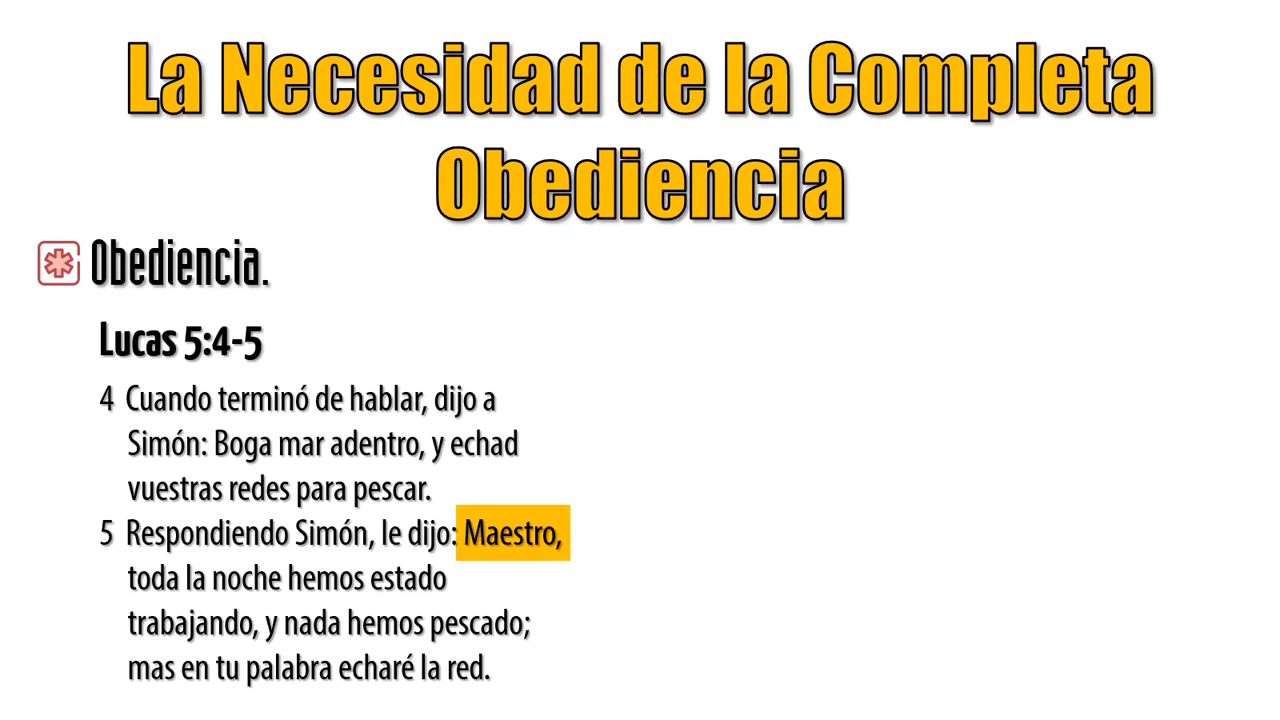 La Necesidad de la Completa
Obediencia
Obediencia.
Lucas 5:4-5
4 Cuando terminó de hablar, dijo a
Simón: Boga mar adentro, y echad
vuestras redes para pescar.
5 Respondiendo Simón, le dijo: Maestro,
toda la noche hemos estado
trabajando, y nada hemos pescado;
mas en tu palabra echaré la red.